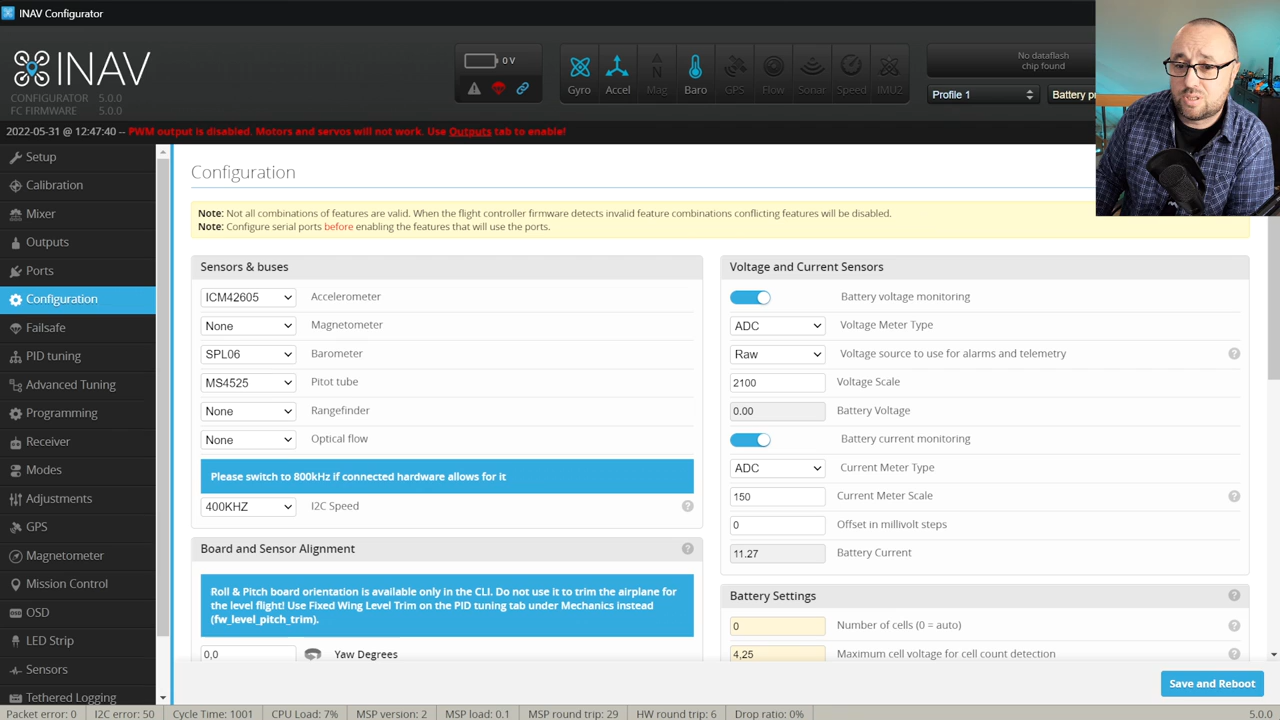 INAV Configurator
INAV
CONFIGURATOR 5.0.0
FC FIRMWARE 5.0.0
0 V
Gyro
Accel
Mag
Baro
GPS
Flow
Sonar
Speed
IMU2
No dataflash
chip found
Profile 1
Battery
2022-05-31 @ 12:47:40 -- PWM output is disabled. Motors and servos will not work. Use Outputs tab to enable!
Setup
Calibration
Mixer
Outputs
Ports
Configuration
Failsafe
PID tuning
Advanced Tuning
Programming
Receiver
Modes
Adjustments
GPS
Magnetometer
Mission Control
OSD
LED Strip
Sensors
Tethered Logging
Configuration
Note: Not all combinations of features are valid. When the flight controller firmware detects invalid feature combinations conflicting features will be disabled.
Note: Configure serial ports before enabling the features that will use the ports.
Sensors & buses
ICM42605 Accelerometer
None Magnetometer
SPL06 Barometer
MS4525 Pitot tube
None Rangefinder
None Optical flow
Please switch to 800kHz if connected hardware allows for it
400KHZ I2C Speed ?
Board and Sensor Alignment ?
Roll & Pitch board orientation is available only in the CLI. Do not use it to trim the airplane for
the level flight! Use Fixed Wing Level Trim on the PID tuning tab under Mechanics instead
(fw_level_pitch_trim).
0,0 Yaw Degrees
Voltage and Current Sensors
Battery voltage monitoring
ADC Voltage Meter Type
Raw Voltage source to use for alarms and telemetry ?
2100 Voltage Scale
0.00 Battery Voltage
Battery current monitoring
ADC Current Meter Type
150 Current Meter Scale ?
0 Offset in millivolt steps
11.27 Battery Current
Battery Settings ?
0 Number of cells (0 = auto) ?
4,25 Maximum cell voltage for cell count detection ?
Save and Reboot
Packet error: 0
I2C error: 50
Cycle Time: 1001
CPU Load: 7%
MSP version: 2
MSP load: 0.1
MSP round trip: 29
HW round trip: 6
Drop ratio: 0%
5.0.0